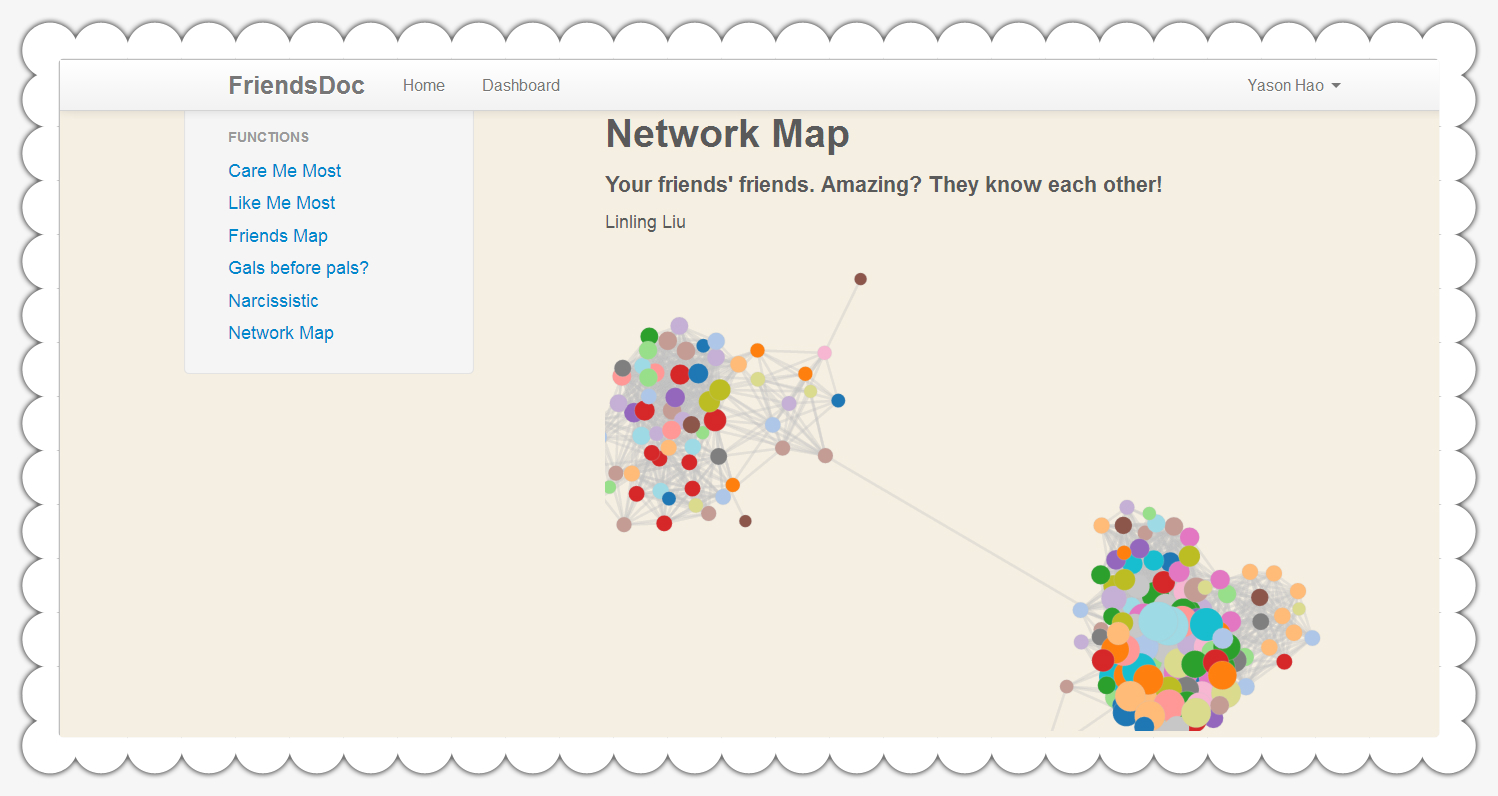 FriendsDoc Home Dashboard Yason Hao
FUNCTIONS
Care Me Most
Like Me Most
Friends Map
Gals before pals?
Narcissistic
Network Map
Network Map
Your friends' friends. Amazing? They know each other!
Linling Liu